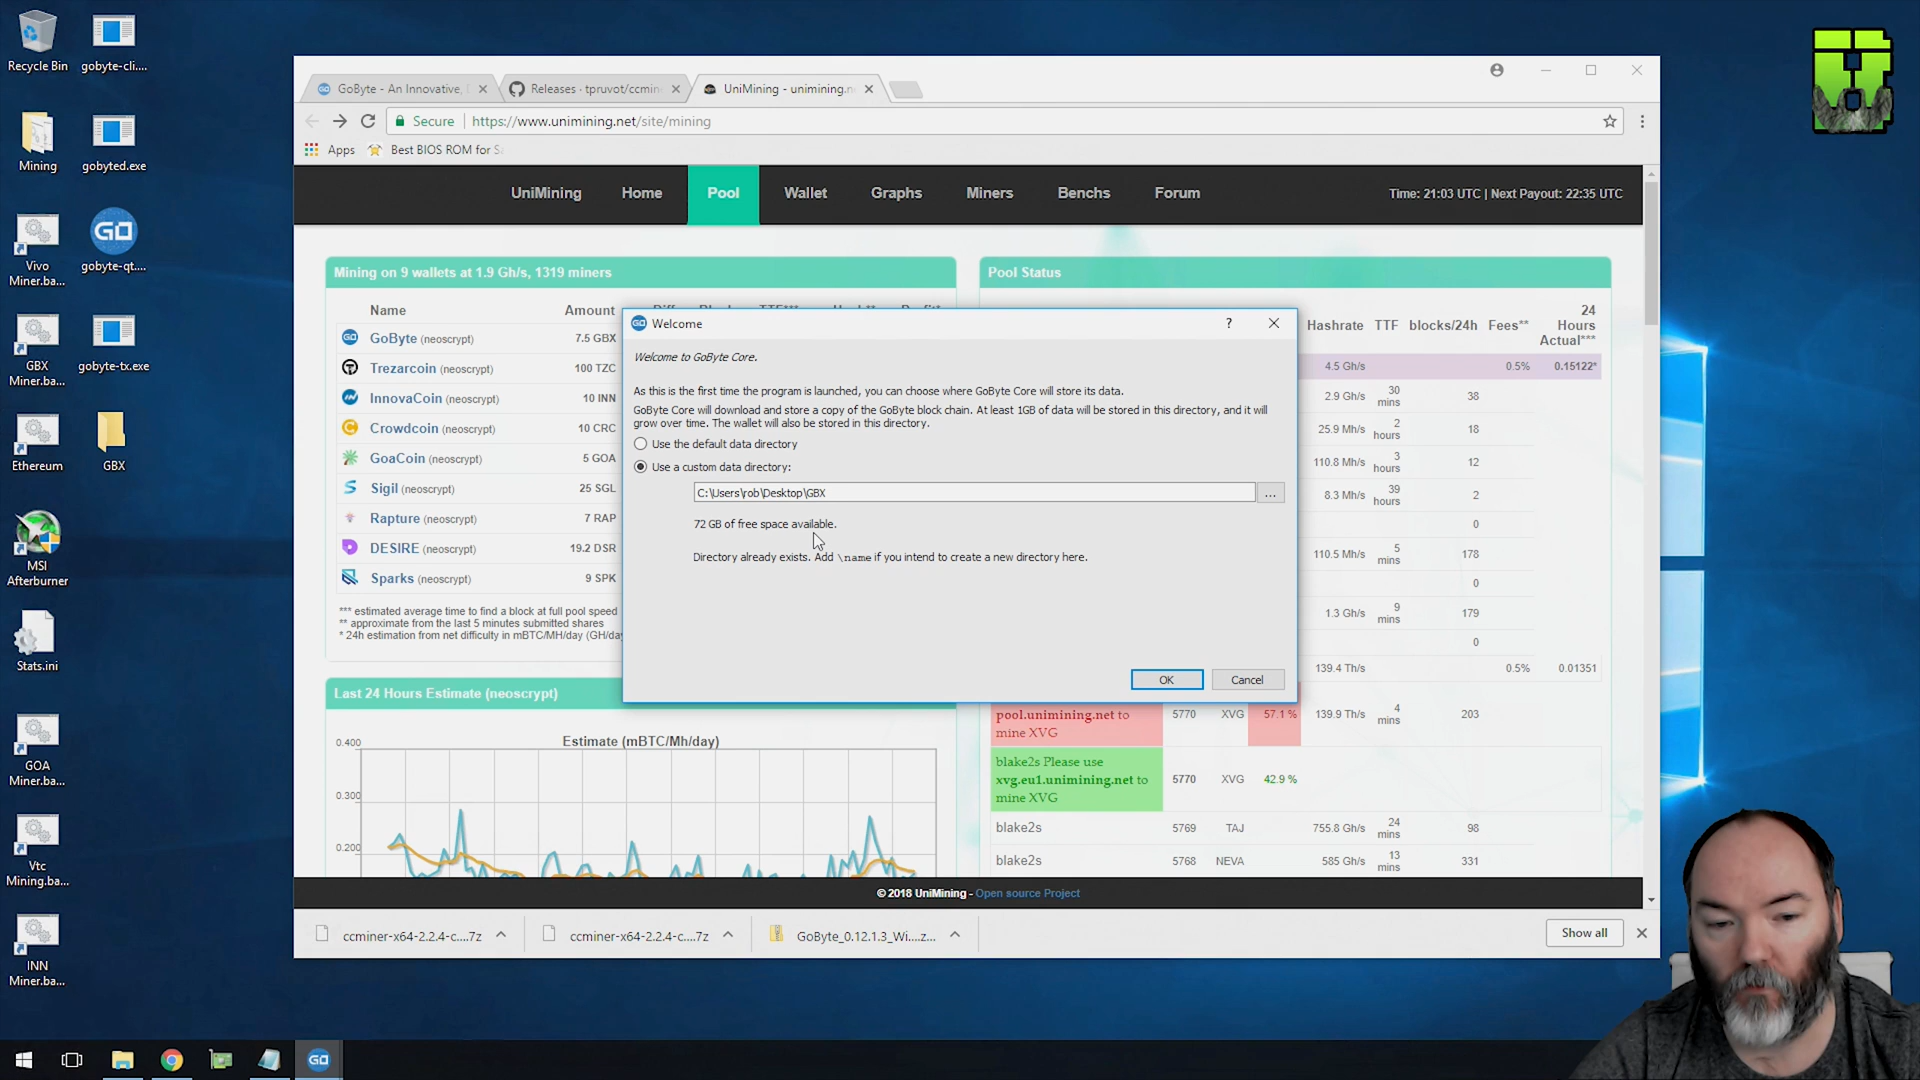 Recycle Bin
gobyte-cli....
Mining
gobyted.exe
Vivo
Miner.ba...
GO
gobyte-qt....
GBX
Miner.ba...
gobyte-tx.exe
Ethereum
GBX
MSI
Afterburner
Stats.ini
GOA
Miner.ba...
Vtc
Mining.ba...
INN
Miner.ba...
GoByte - An Innovative,
Releases · tpruvot/ccmin
UniMining - unimining.n
Secure
https://www.unimining.net/site/mining
Apps
Best BIOS ROM for S
UniMining
Home
Pool
Wallet
Graphs
Miners
Benchs
Forum
Time: 21:03 UTC | Next Payout: 22:35 UTC
Mining on 9 wallets at 1.9 Gh/s, 1319 miners
Name Amount
GoByte (neoscrypt) 7.5 GBX
Trezarcoin (neoscrypt) 100 TZC
InnovaCoin (neoscrypt) 10 INN
Crowdcoin (neoscrypt) 10 CRC
GoaCoin (neoscrypt) 5 GOA
Sigil (neoscrypt) 25 SGL
Rapture (neoscrypt) 7 RAP
DESIRE (neoscrypt) 19.2 DSR
Sparks (neoscrypt) 9 SPK
*** estimated average time to find a block at full pool speed
** approximate from the last 5 minutes submitted shares
* 24h estimation from net difficulty in mBTC/MH/day (GH/da
Last 24 Hours Estimate (neoscrypt)
Estimate (mBTC/Mh/day)
0.400
0.300
0.200
Welcome
?
Welcome to GoByte Core.
As this is the first time the program is launched, you can choose where GoByte Core will store its data.
GoByte Core will download and store a copy of the GoByte block chain. At least 1GB of data will be stored in this directory, and it will
grow over time. The wallet will also be stored in this directory.
Use the default data directory
Use a custom data directory:
C:\Users\rob\Desktop\GBX
...
72 GB of free space available.
Directory already exists. Add \name if you intend to create a new directory here.
OK
Cancel
Pool Status
24
Hours
Hashrate TTF blocks/24h Fees** Actual***
4.5 Gh/s 0.5% 0.15122*
2.9 Gh/s 30 mins 38
25.9 Mh/s 2 hours 18
110.8 Mh/s 3 hours 12
8.3 Mh/s 39 hours 2
0
110.5 Mh/s 5 mins 178
0
1.3 Gh/s 9 mins 179
0
139.4 Th/s 0.5% 0.01351
pool.unimining.net to
mine XVG
5770 XVG 57.1 % 139.9 Th/s 4 mins 203
blake2s Please use
xvg.eu1.unimining.net to
mine XVG
5770 XVG 42.9 %
blake2s 5769 TAJ 755.8 Gh/s 24 mins 98
blake2s 5768 NEVA 585 Gh/s 13 mins 331
© 2018 UniMining - Open source Project
ccminer-x64-2.2.4-c....7z
ccminer-x64-2.2.4-c....7z
GoByte_0.12.1.3_Wi....z...
Show all
GO